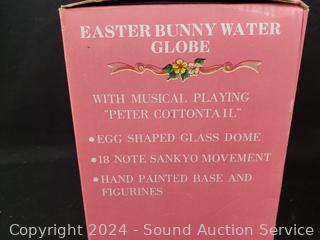 EASTER BUNNY WATER
GLOBE
WITH MUSICAL PLAYING
"PETER COTTONTAIL"
• EGG SHAPED GLASS DOME
• 18 NOTE SANKYO MOVEMENT
• HAND PAINTED BASE AND
FIGURINES
Copyright © 2024 - Sound Auction Service